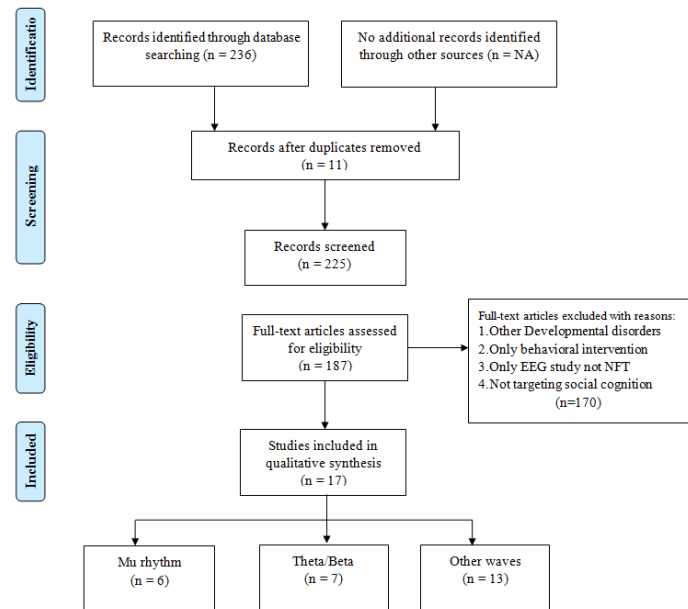 Identificatio
Records identified through database
searching (n = 236)
No additional records identified
through other sources (n = NA)
Screening
Records after duplicates removed
(n = 11)
Records screened
(n = 225)
Eligibility
Full-text articles assessed
for eligibility
(n = 187)
Full-text articles excluded with reasons:
1.Other Developmental disorders
2.Only behavioral intervention
3.Only EEG study not NFT
4.Not targeting social cognition
(n=170)
Included
Studies included in
qualitative synthesis
(n = 17)
Mu rhythm
(n = 6)
Theta/Beta
(n = 7)
Other waves
(n = 13)